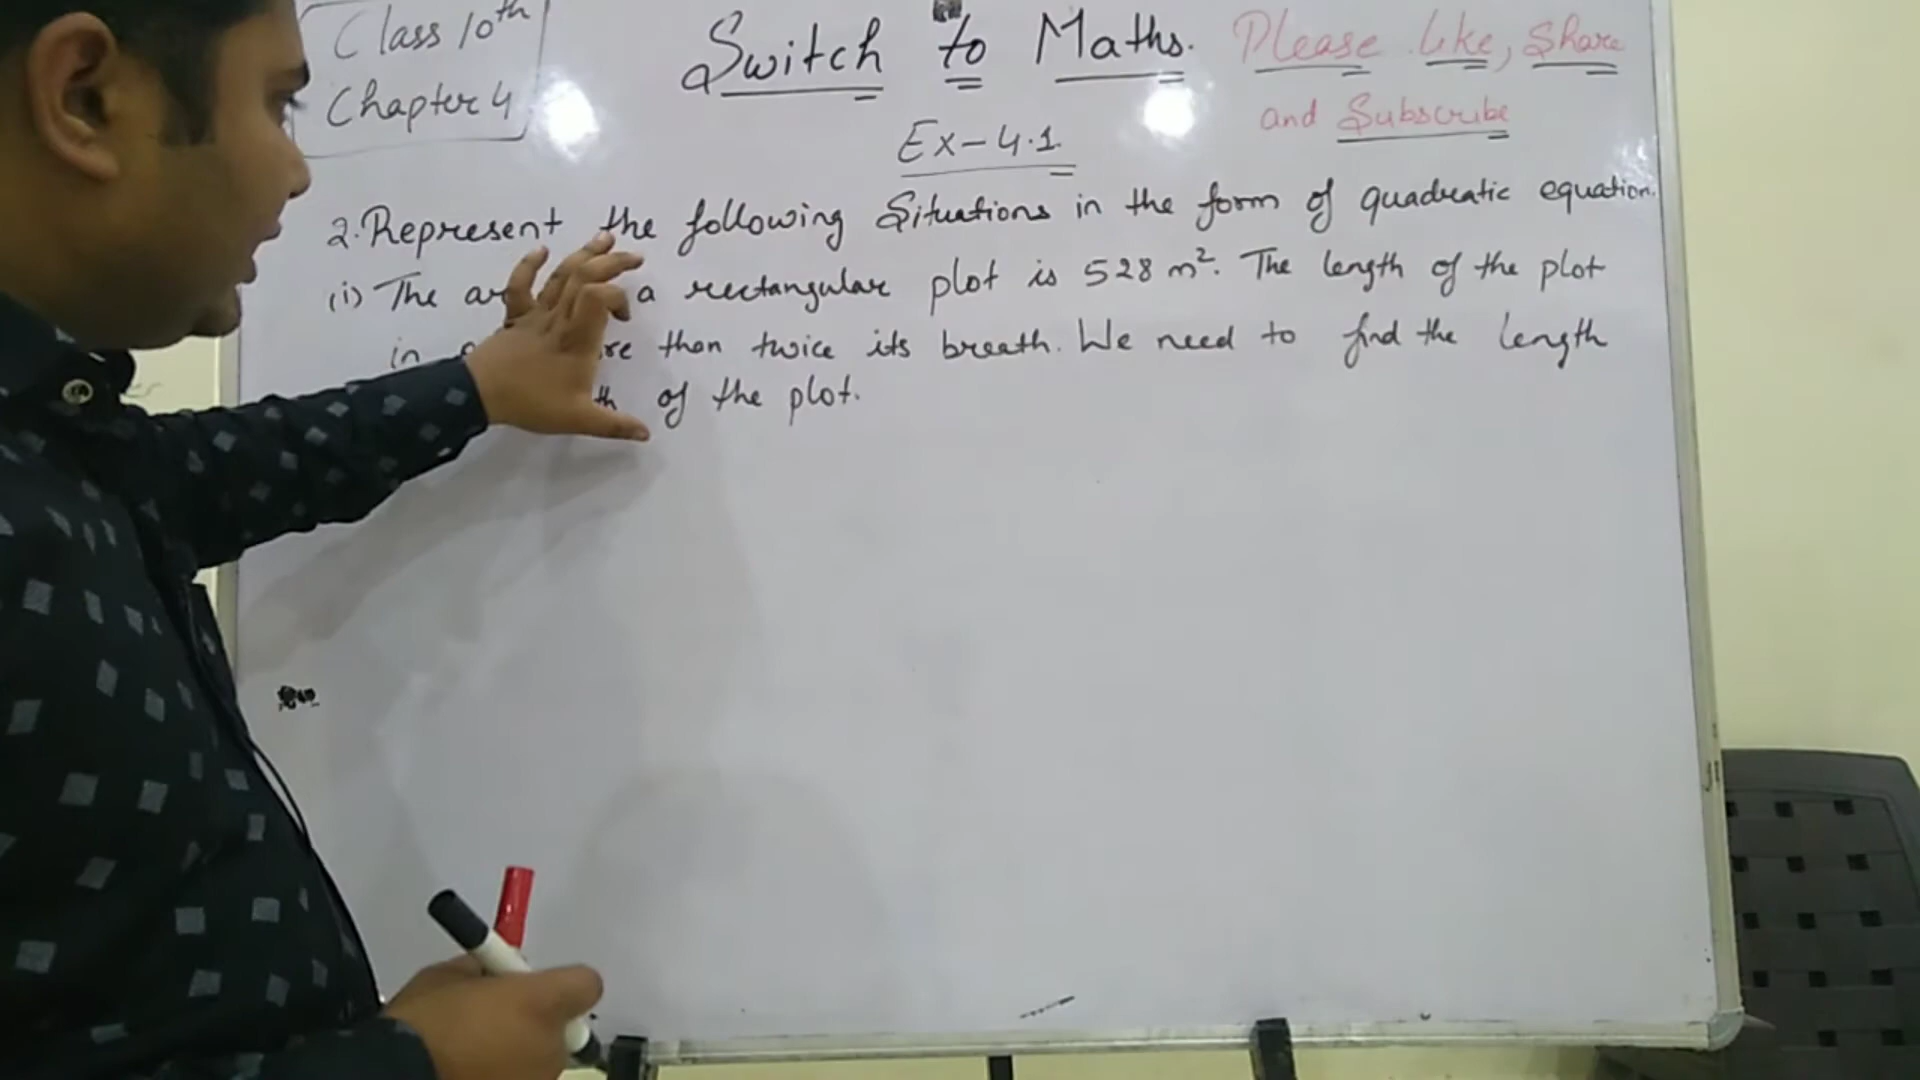 Class 10th
Chapter 4
Switch to Maths.
Please Like, Share
and Subscribe
Ex-4.1
2. Represent the following Situations in the form of quadratic equation.
(i) The a rectangular plot is 528 m². The length of the plot
in than twice its breath. We need to find the length
of the plot.